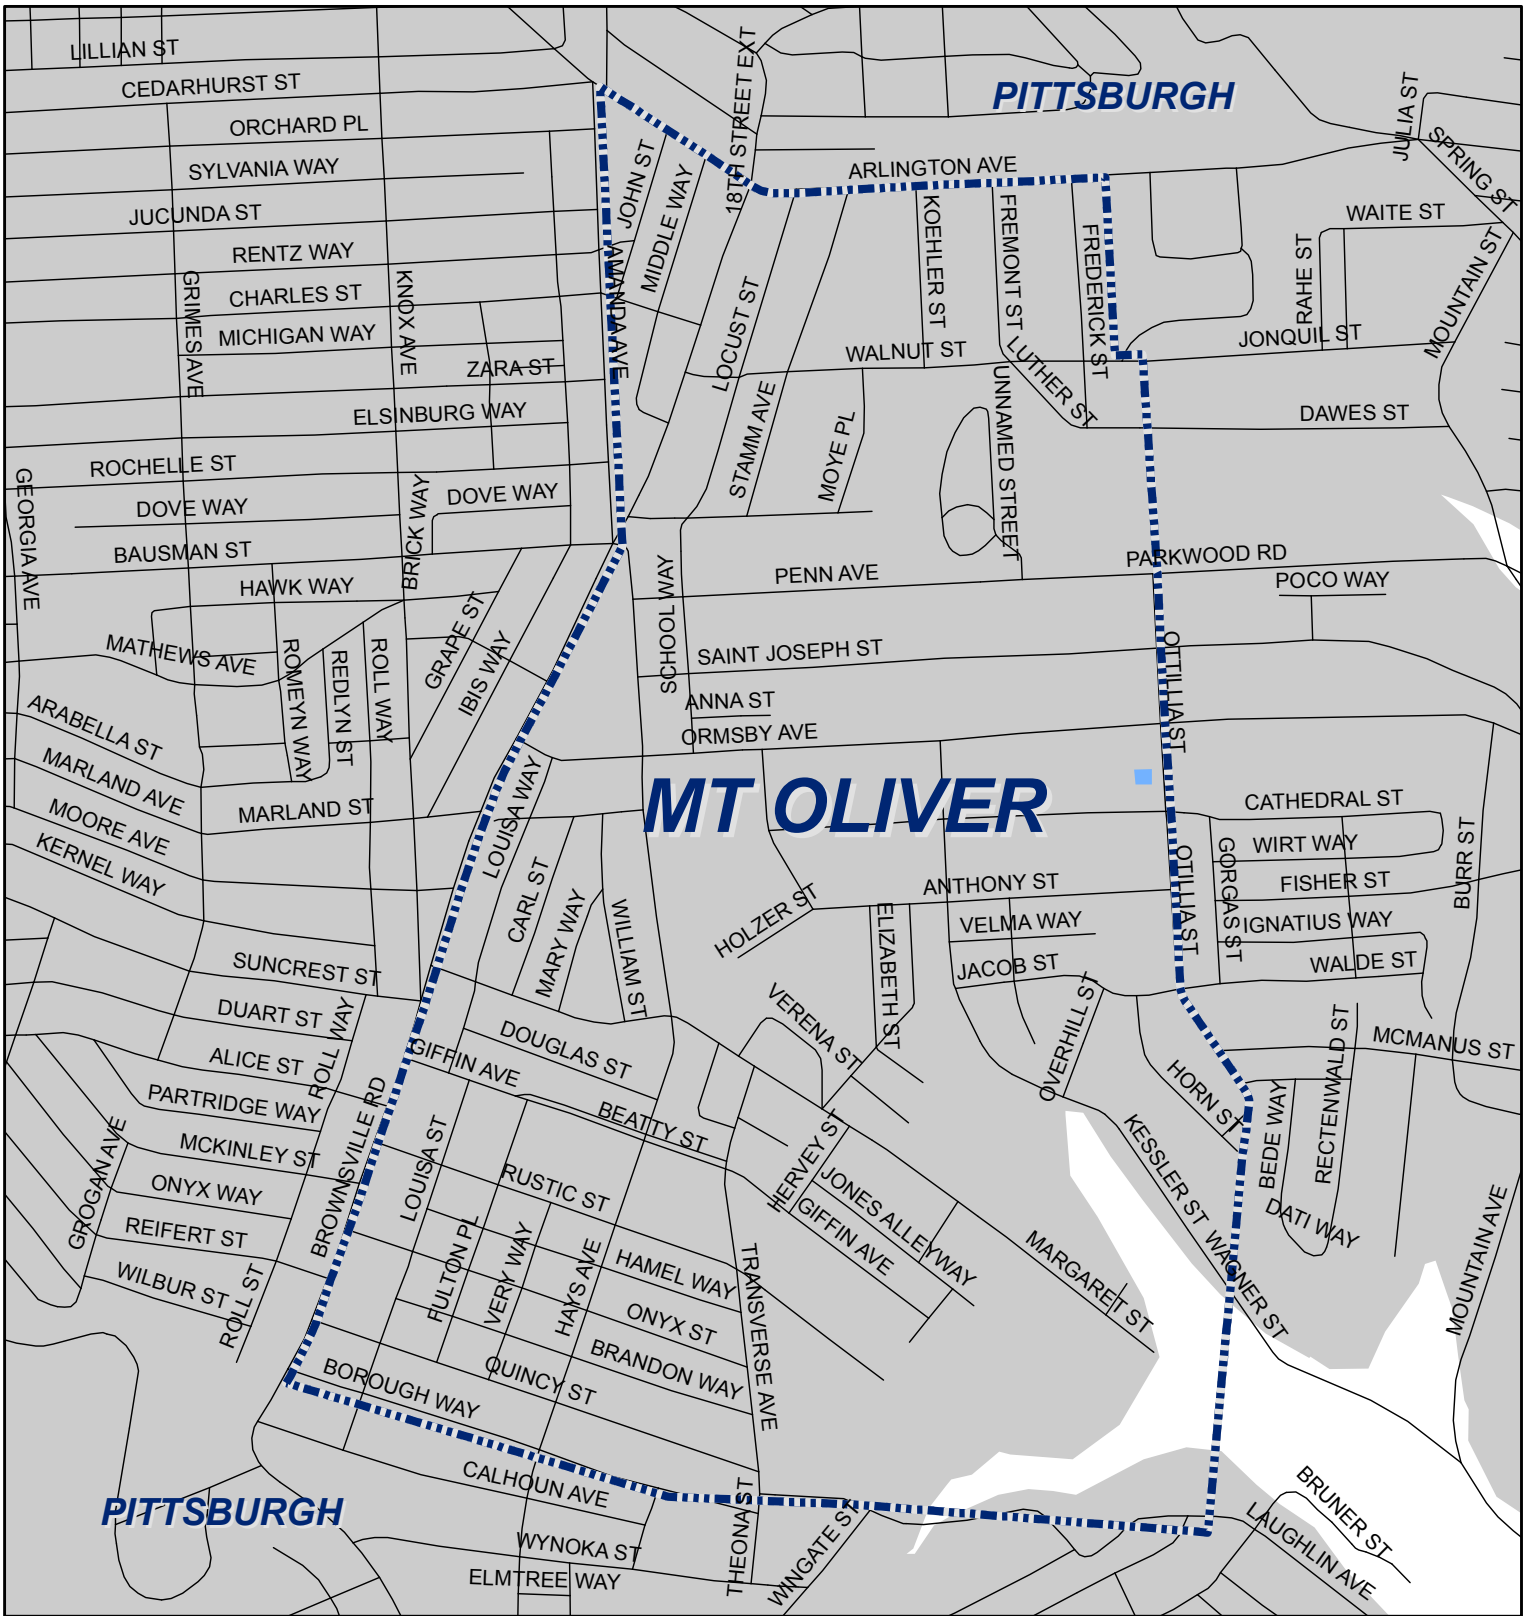 LILLIAN ST
18TH STREET EXT
CEDARHURST ST
PITTSBURGH
JULIA ST
ORCHARD PL
SPRING ST
SYLVANIA WAY
JOHN ST
MIDDLE WAY
ARLINGTON AVE
JUCUNDA ST
KOEHLER ST
FREMONT ST
FREDERICK ST
WAITE ST
RENTZ WAY
AMANDA AVE
RAHE ST
MOUNTAIN ST
GRIMES AVE
KNOX AVE
CHARLES ST
LOCUST ST
MICHIGAN WAY
WALNUT ST
LUTHER ST
JONQUIL ST
ZARA ST
UNNAMED STREET
ELSINBURG WAY
STAMM AVE
MOYE PL
DAWES ST
GEORGIA AVE
ROCHELLE ST
BRICK WAY
DOVE WAY
DOVE WAY
BAUSMAN ST
PARKWOOD RD
HAWK WAY
SCHOOL WAY
PENN AVE
POCO WAY
GRAPE ST
IBIS WAY
MATHEWS AVE
ROMEYN WAY
REDLYN ST
ROLL WAY
SAINT JOSEPH ST
OTTILLIA ST
ANNA ST
ARABELLA ST
ORMSBY AVE
MARLAND AVE
LOUISA WAY
MT OLIVER
MARLAND ST
CATHEDRAL ST
MOORE AVE
WIRT WAY
KERNEL WAY
CARL ST
MARY WAY
WILLIAM ST
HOLZER ST
ANTHONY ST
OTILLIA ST
GORGAS ST
FISHER ST
BURR ST
ELIZABETH ST
VELMA WAY
IGNATIUS WAY
SUNCREST ST
JACOB ST
WALDE ST
DUART ST
ROLL WAY
VERENA ST
OVERHILL ST
RECTENWALD ST
DOUGLAS ST
MCMANUS ST
ALICE ST
GIFFIN AVE
HORN ST
PARTRIDGE WAY
BROWNSVILLE RD
BEATTY ST
BEDE WAY
GROGAN AVE
MCKINLEY ST
LOUISA ST
HERVEY ST
KESSLER ST
ONYX WAY
RUSTIC ST
JONES ALLEYWAY
GIFFIN AVE
REIFERT ST
FULTON PL
VERY WAY
HAYS AVE
HAMEL WAY
TRANSVERSE AVE
MARGARET ST
WAGNER ST
DATI WAY
MOUNTAIN AVE
WILBUR ST
ROLL ST
ONYX ST
BRANDON WAY
QUINCY ST
BOROUGH WAY
CALHOUN AVE
PITTSBURGH
THEONA ST
WINGATE ST
BRUNER ST
LAUGHLIN AVE
WYNOKA ST
ELMTREE WAY